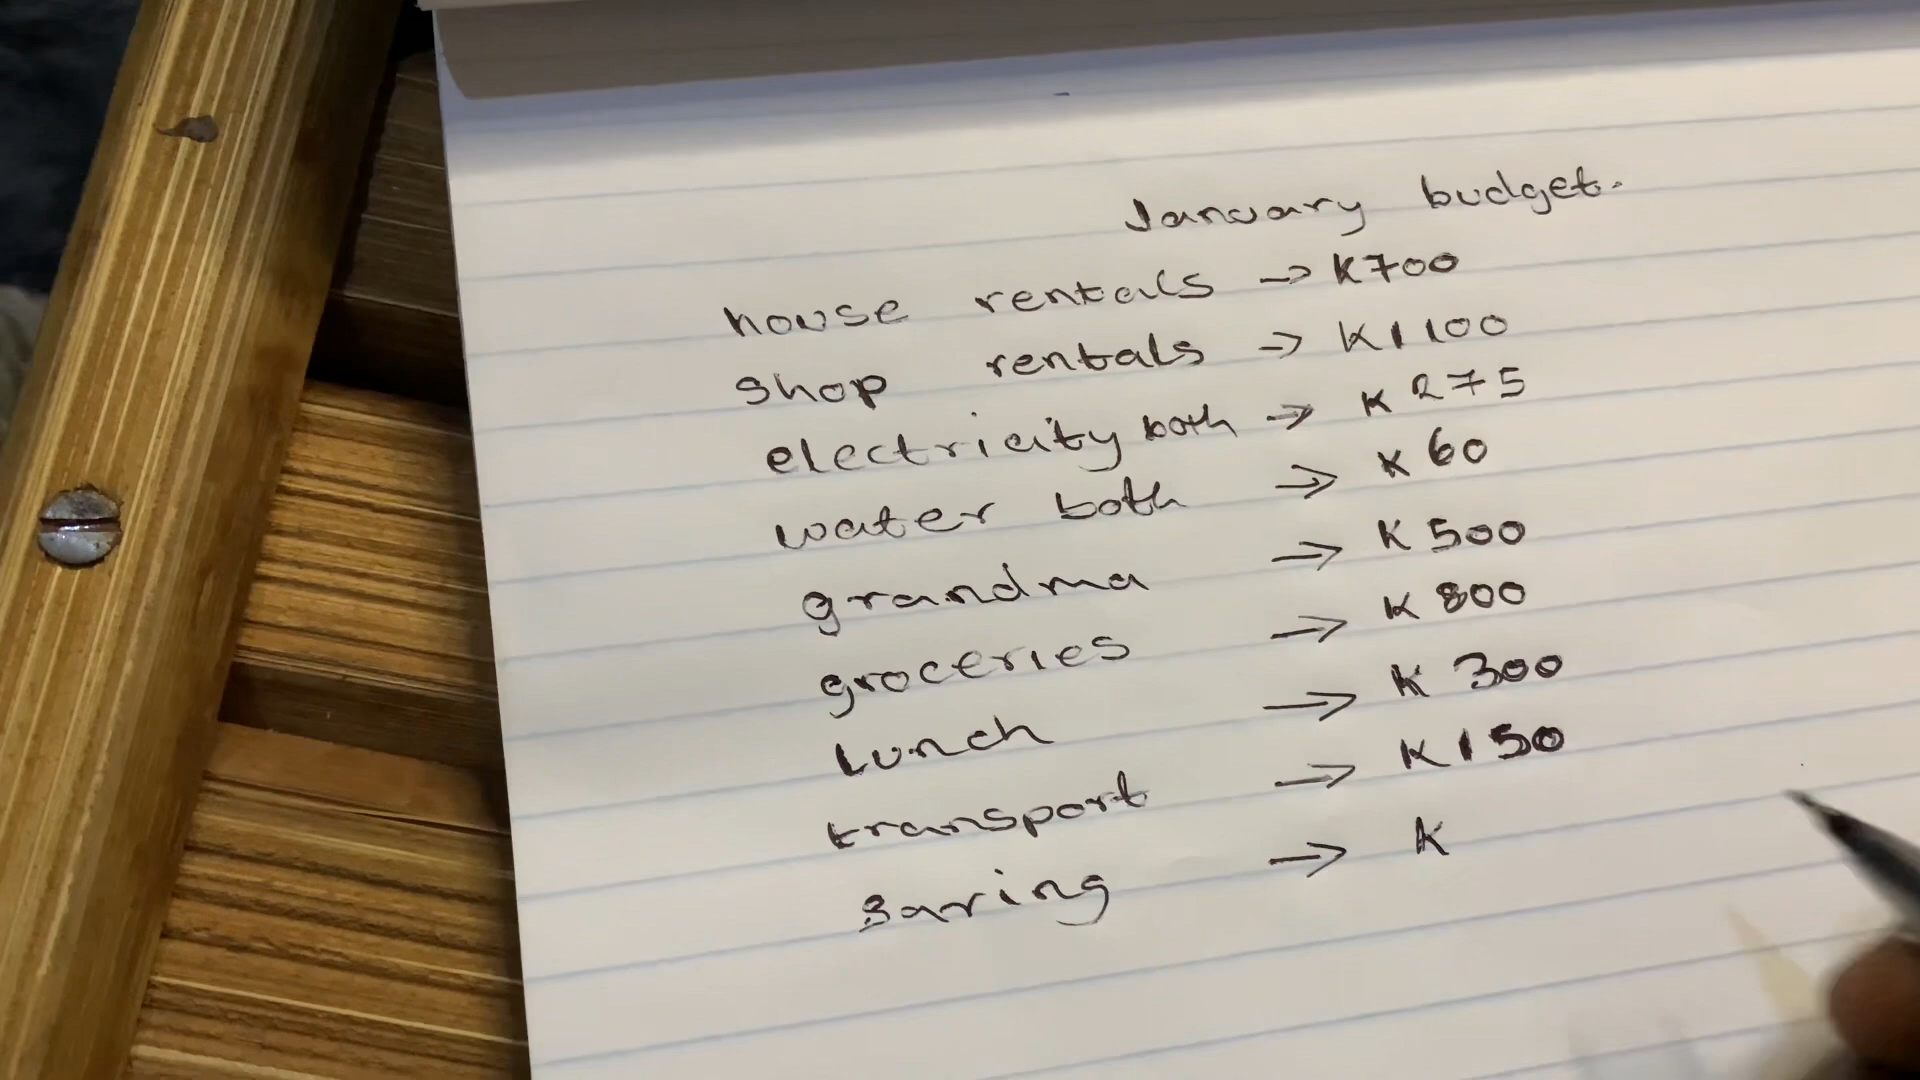 January budget.
house rentals → K700
shop rentals → K1100
electricity both → K275
water both → K60
grandma → K500
groceries → K800
Lunch → K300
transport → K150
saving → K